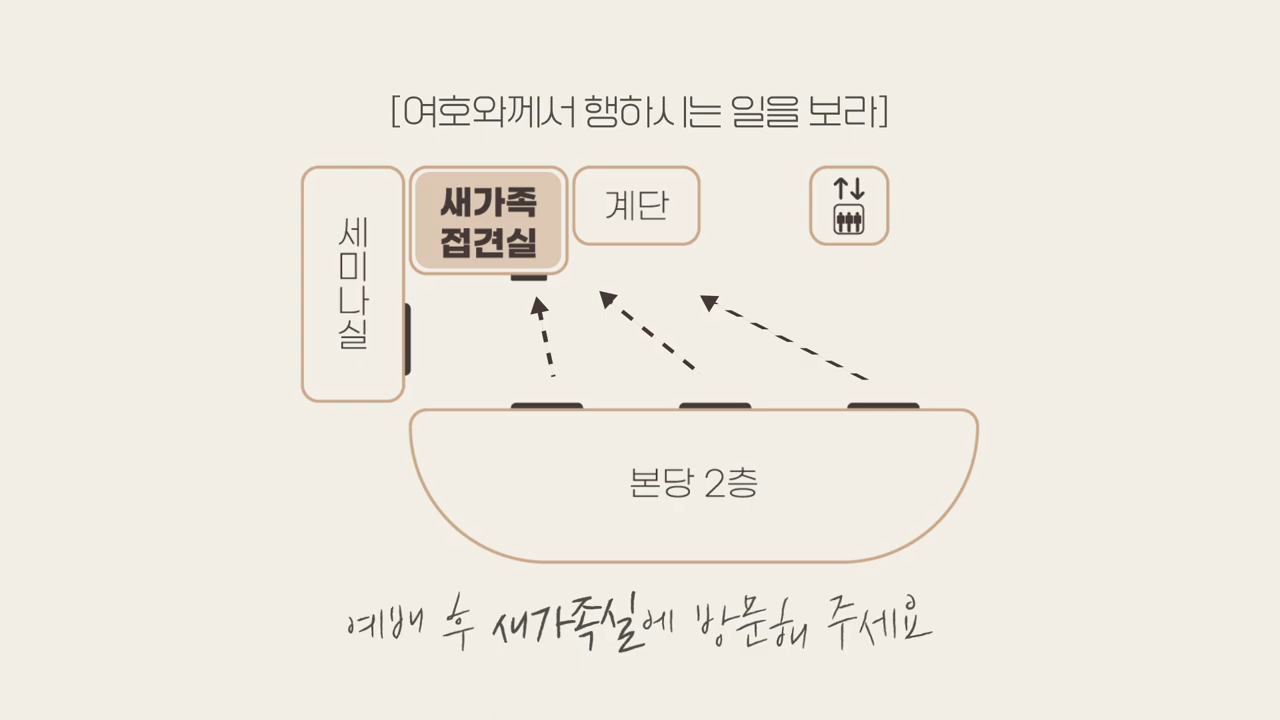 [여호와께서 행하시는 일을 보라]
세미나실
새가족
접견실
계단
본당 2층
예배 후 새가족실에 방문해 주세요